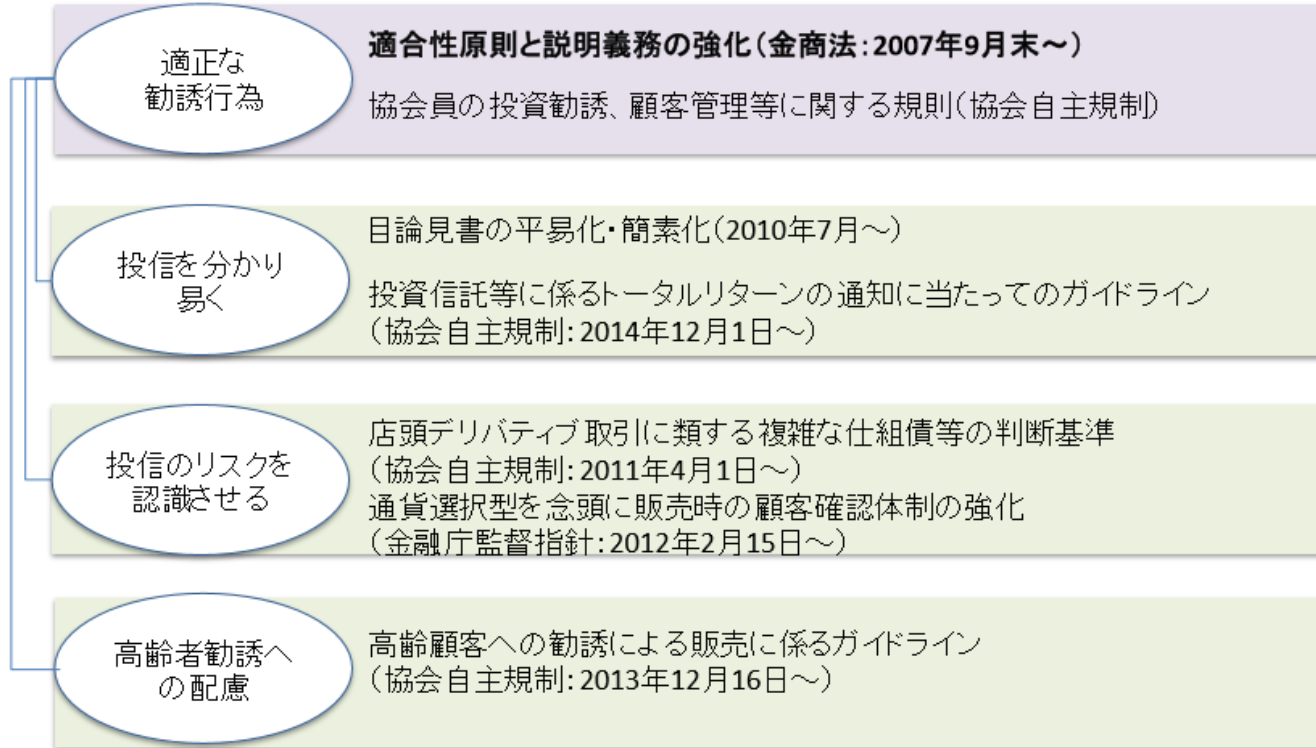 適正な
勧誘行為
適合性原則と説明義務の強化(金商法:2007年9月末~)
協会員の投資勧誘、顧客管理等に関する規則(協会自主規制)
投信を分かり
易く
目論見書の平易化・簡素化(2010年7月~)
投資信託等に係るトータルリターンの通知に当たってのガイドライン
(協会自主規制:2014年12月1日~)
投信のリスクを
認識させる
店頭デリバティブ取引に類する複雑な仕組債等の判断基準
(協会自主規制:2011年4月1日~)
通貨選択型を念頭に販売時の顧客確認体制の強化
(金融庁監督指針:2012年2月15日~)
高齢者勧誘へ
の配慮
高齢顧客への勧誘による販売に係るガイドライン
(協会自主規制:2013年12月16日~)